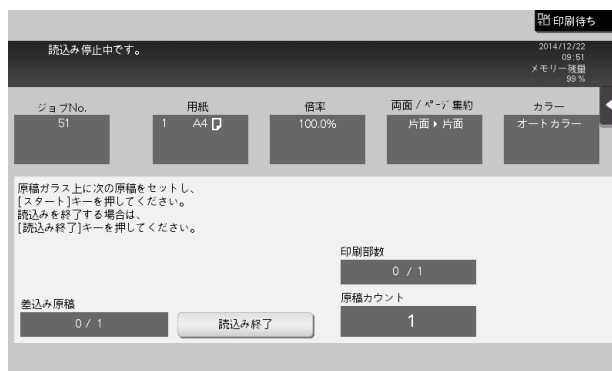 印刷待ち
読込み停止中です。
2014/12/22
09:51
メモリー残量
99 %
ジョブNo.
用紙
倍率
両面 / ページ集約
カラー
51
1 A4
100.0%
片面 ▶ 片面
オートカラー
原稿ガラス上に次の原稿をセットし、
[スタート]キーを押してください。
読込みを終了する場合は、
[読込み終了]キーを押してください。
印刷部数
0 / 1
差込み原稿
0 / 1
読込み終了
原稿カウント
1